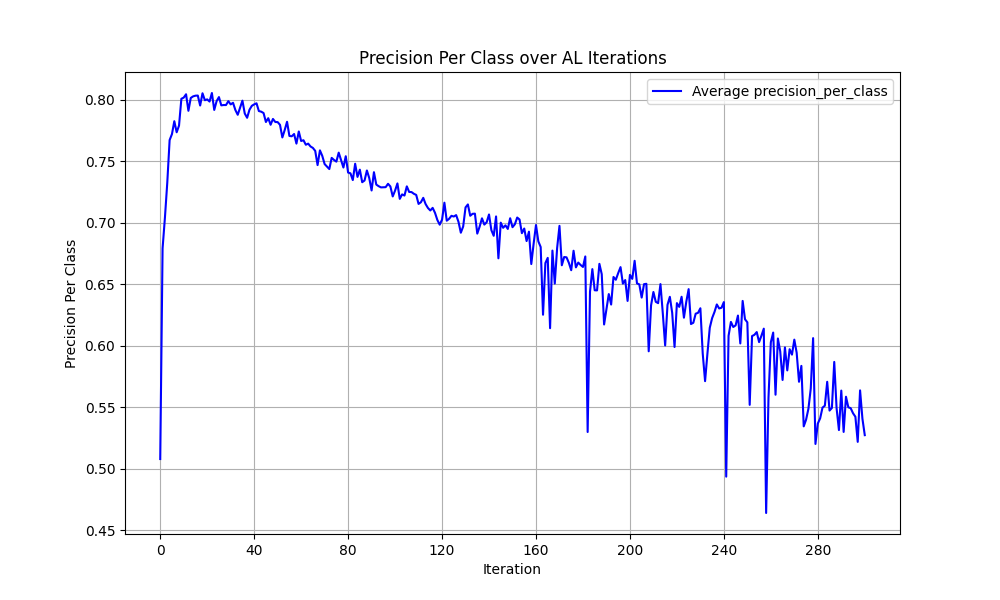 Precision Per Class over AL Iterations
Average precision_per_class
Precision Per Class
0.80
0.75
0.70
0.65
0.60
0.55
0.50
0.45
0 40 80 120 160 200 240 280
Iteration